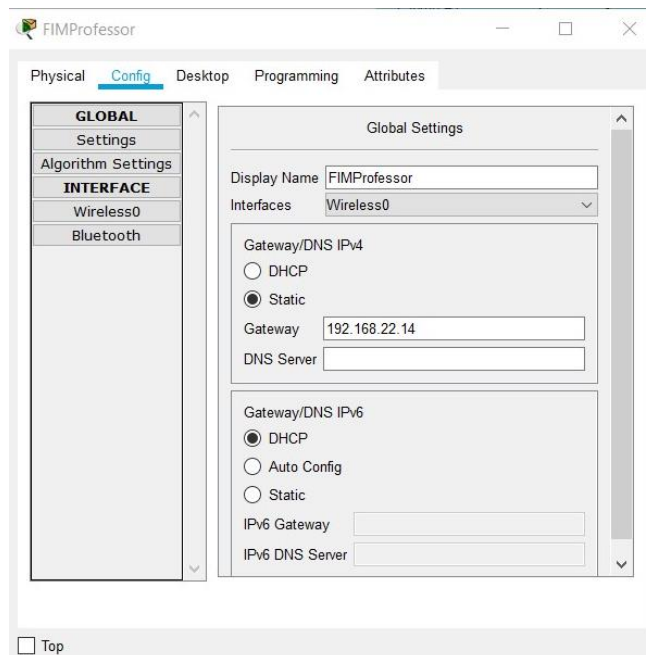 FIMProfessor
Physical Config Desktop Programming Attributes
GLOBAL
Settings
Algorithm Settings
INTERFACE
Wireless0
Bluetooth
Global Settings
Display Name FIMProfessor
Interfaces Wireless0
Gateway/DNS IPv4
DHCP
Static
Gateway 192.168.22.14
DNS Server
Gateway/DNS IPv6
DHCP
Auto Config
Static
IPv6 Gateway
IPv6 DNS Server
Top